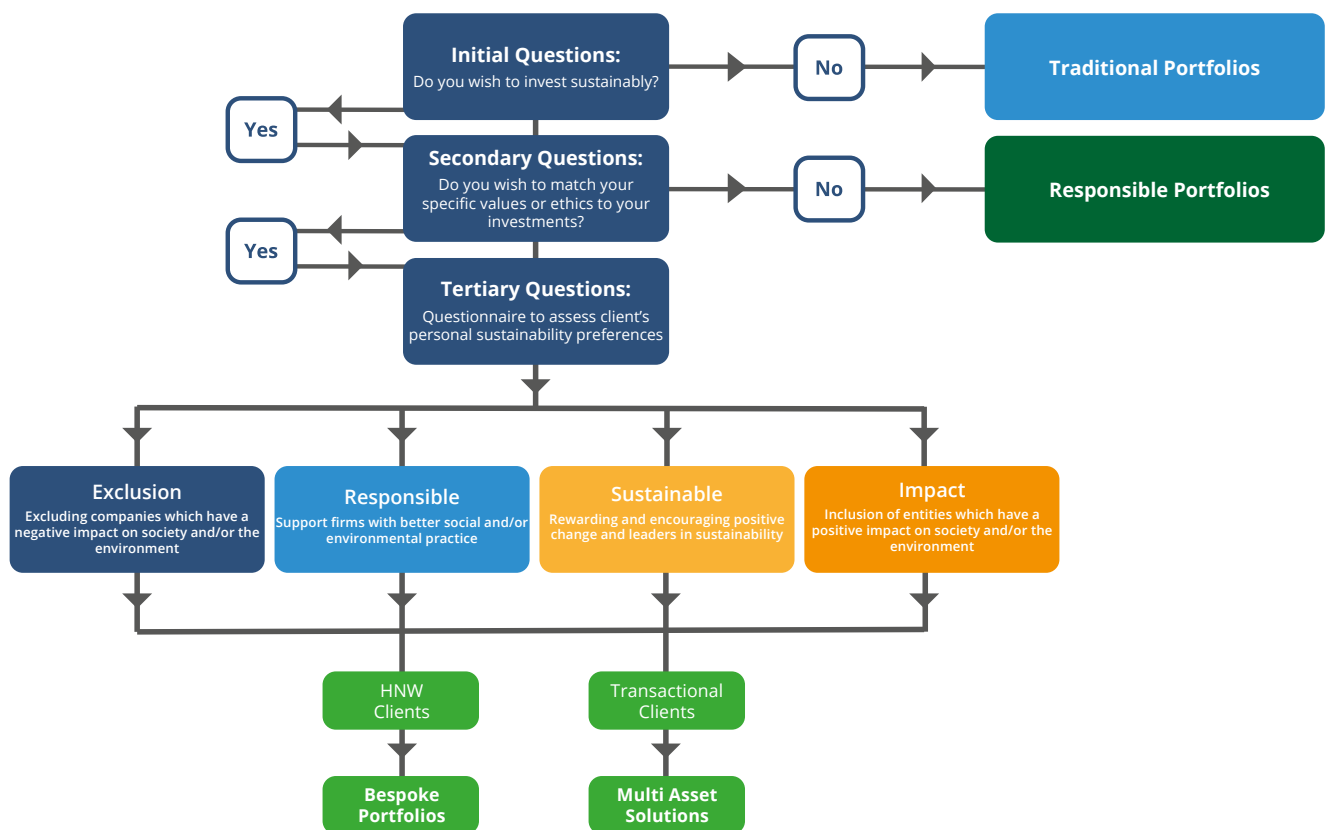 Initial Questions:
Do you wish to invest sustainably?
No
Traditional Portfolios
Yes
Secondary Questions:
Do you wish to match your
specific values or ethics to your
investments?
No
Responsible Portfolios
Yes
Tertiary Questions:
Questionnaire to assess client’s
personal sustainability preferences
Exclusion
Excluding companies which have a
negative impact on society and/or the
environment
Responsible
Support firms with better social and/or
environmental practice
Sustainable
Rewarding and encouraging positive
change and leaders in sustainability
Impact
Inclusion of entities which have a
positive impact on society and/or the
environment
HNW
Clients
Transactional
Clients
Bespoke
Portfolios
Multi Asset
Solutions